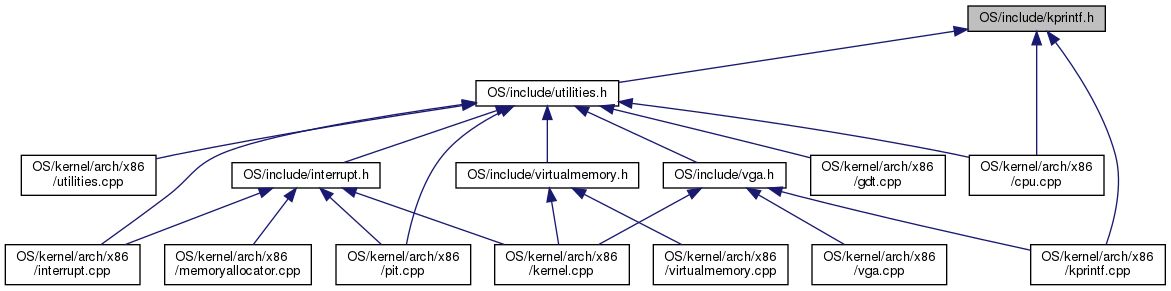 OS/include/kprintf.h
OS/include/utilities.h
OS/kernel/arch/x86
/utilities.cpp
OS/include/interrupt.h
OS/include/virtualmemory.h
OS/include/vga.h
OS/kernel/arch/x86
/gdt.cpp
OS/kernel/arch/x86
/cpu.cpp
OS/kernel/arch/x86
/interrupt.cpp
OS/kernel/arch/x86
/memoryallocator.cpp
OS/kernel/arch/x86
/pit.cpp
OS/kernel/arch/x86
/kernel.cpp
OS/kernel/arch/x86
/virtualmemory.cpp
OS/kernel/arch/x86
/vga.cpp
OS/kernel/arch/x86
/kprintf.cpp